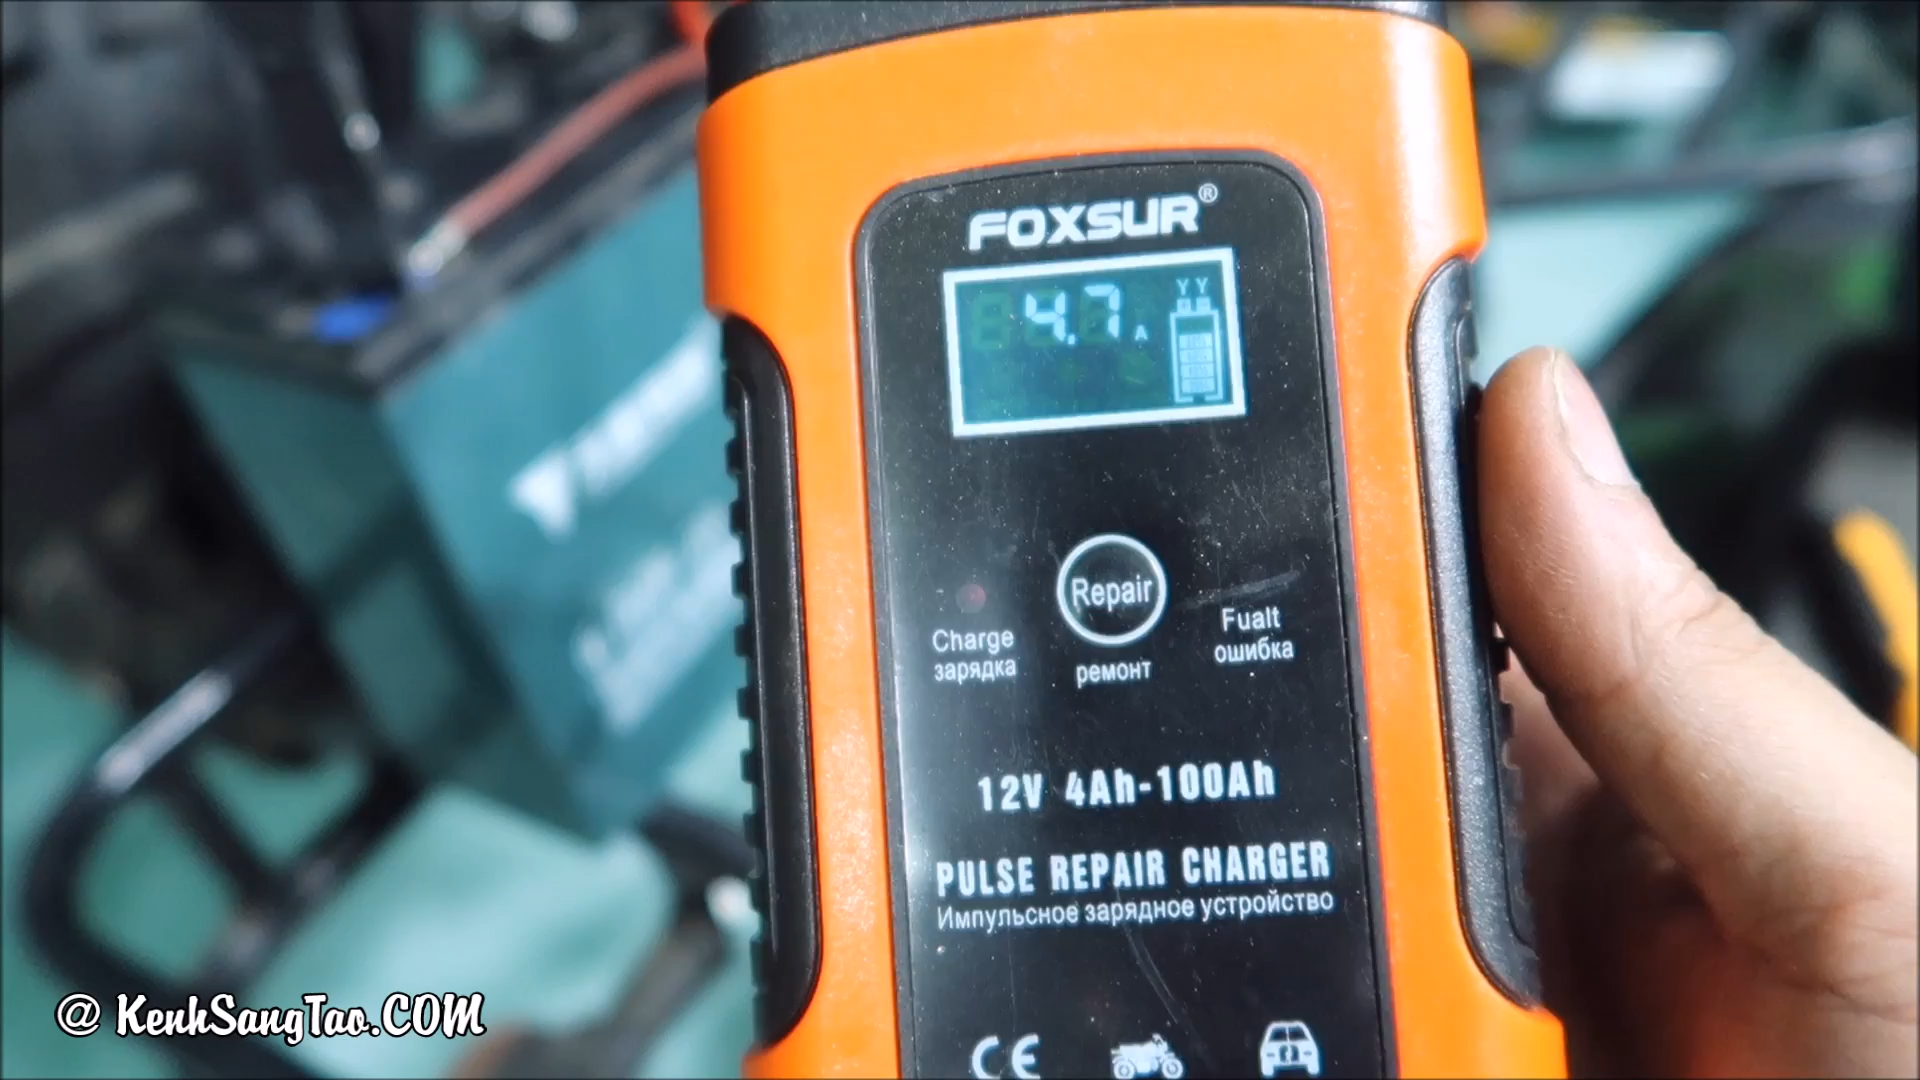 FOXSUR®
4.7 A
Repair
Charge
зарядка
ремонт
Fualt
ошибка
12V 4Ah-100Ah
PULSE REPAIR CHARGER
Импульсное зарядное устройство
CE
@ KenhSangTao.COM